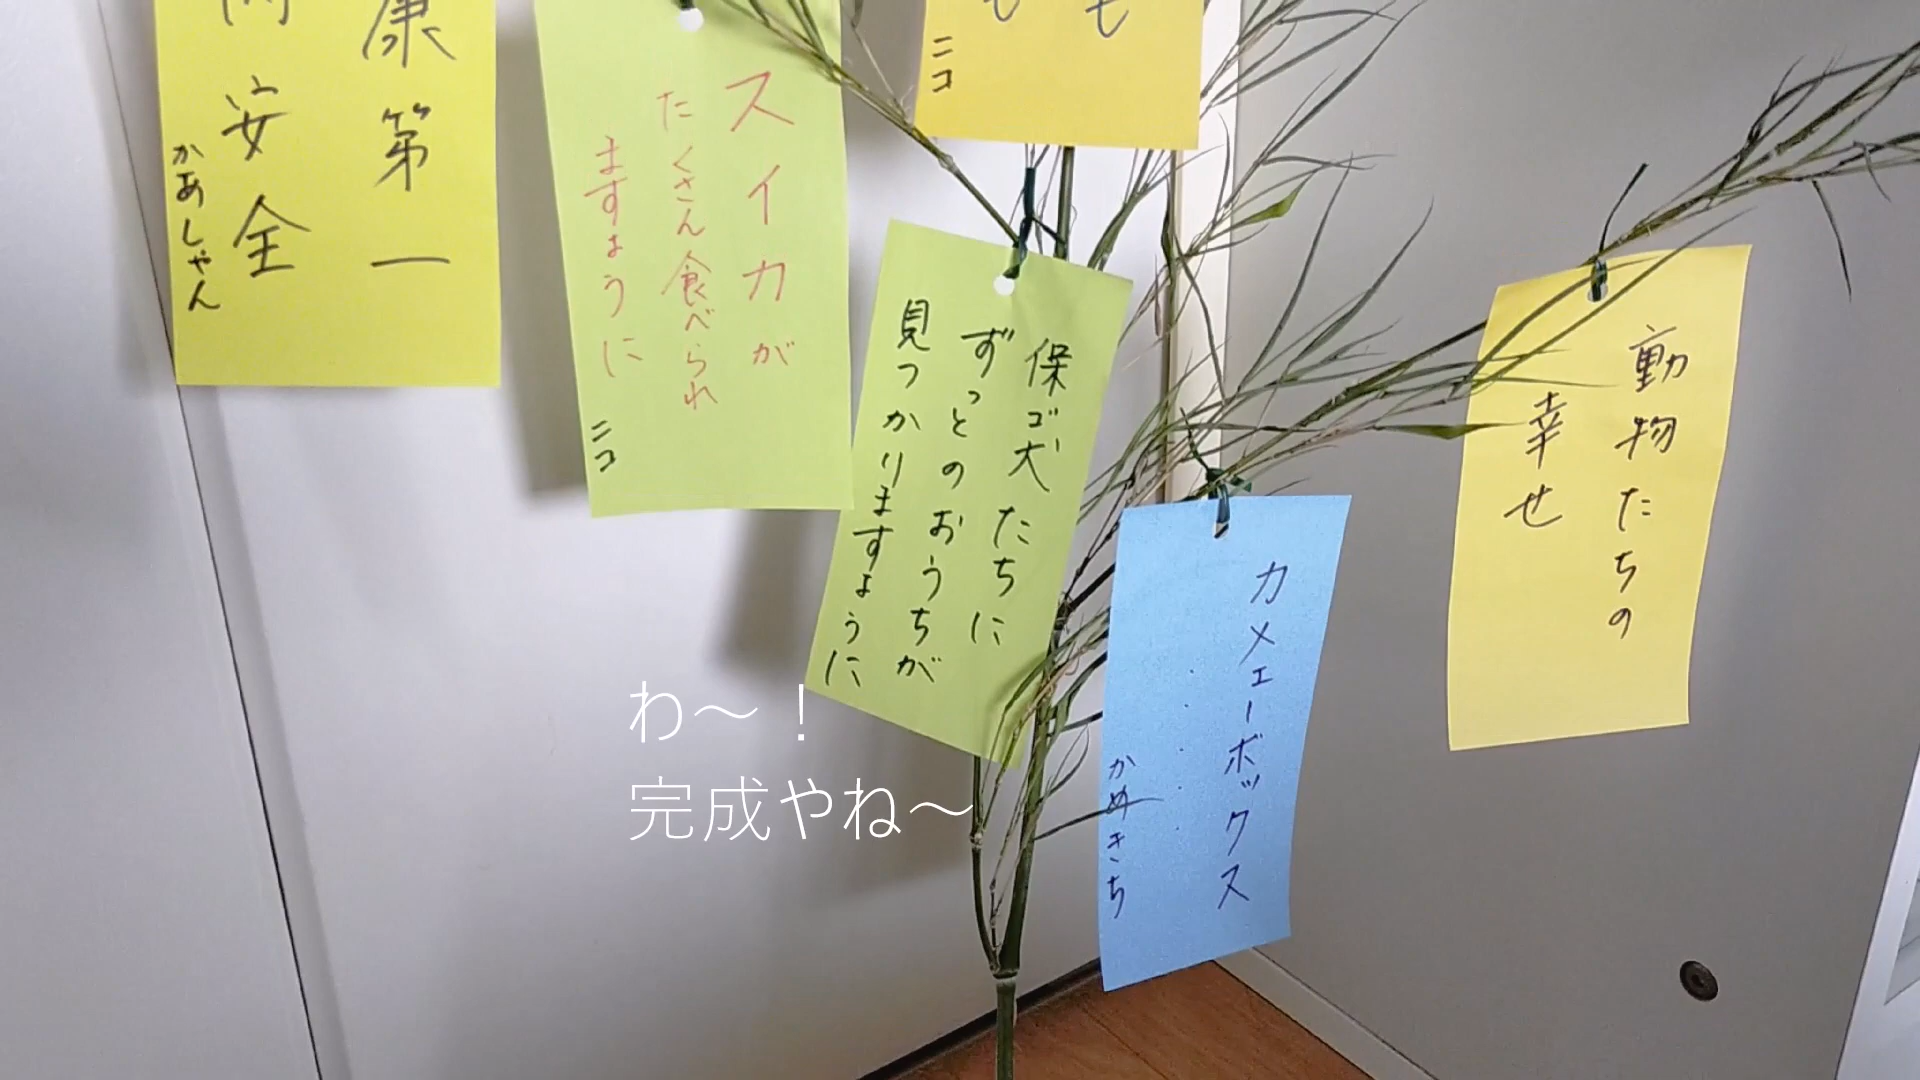 康第一
安全
かあしゃん
スイカが
たくさん食べられ
ますように
ニコ
も
も
ニコ
保ゴ犬たちに
ずっとのおうちが
見つかりますように
カメェーボックス
かめきち
動物たちの
幸せ
わ～！
完成やね～